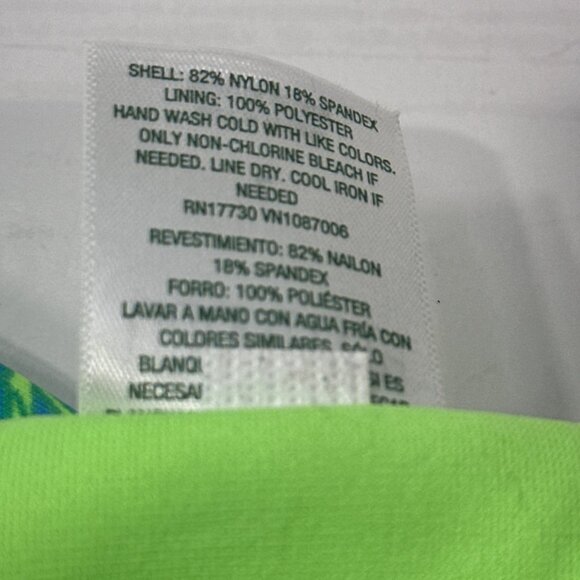 SHELL: 82% NYLON 18% SPANDEX
LINING: 100% POLYESTER
HAND WASH COLD WITH LIKE COLORS.
ONLY NON-CHLORINE BLEACH IF
NEEDED. LINE DRY. COOL IRON IF
NEEDED
RN17730 VN1087006
REVESTIMIENTO: 82% NAILON
18% SPANDEX
FORRO: 100% POLIÉSTER
LAVAR A MANO CON AGUA FRÍA CON
COLORES SIMILARES. SÓLO